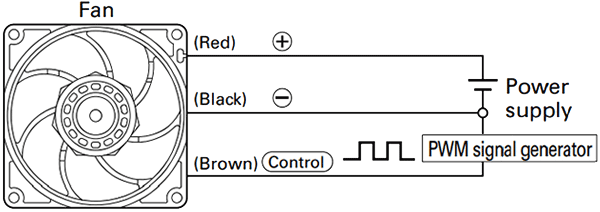 Fan
(Red) +
(Black) −
Power
supply
(Brown) Control
PWM signal generator